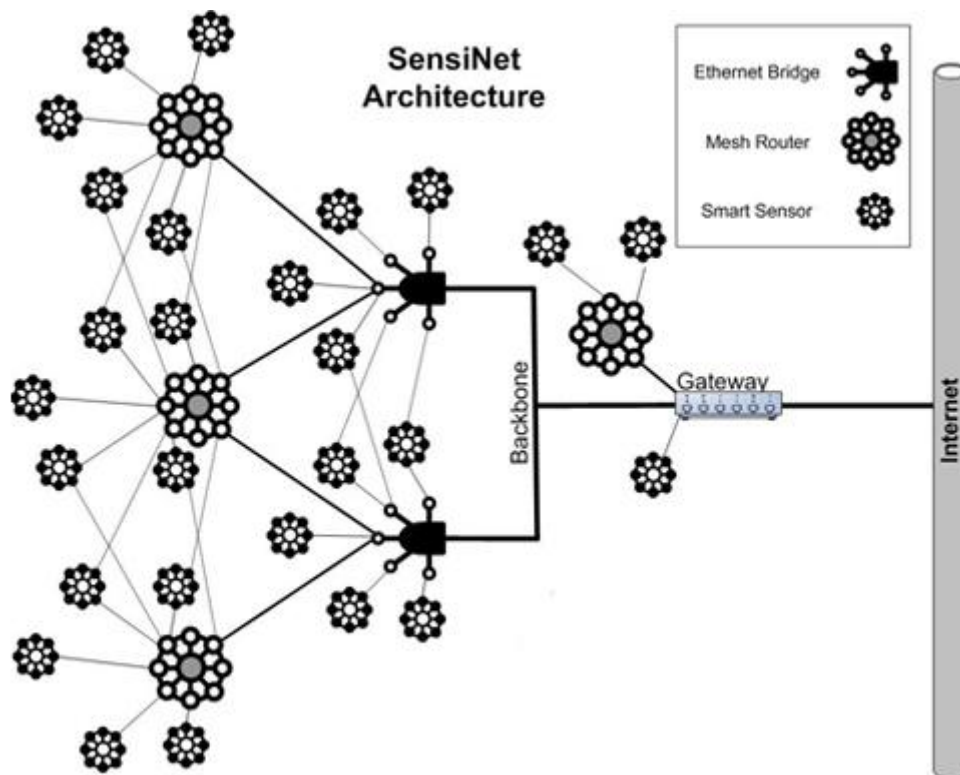 SensiNet
Architecture
Ethernet Bridge
Mesh Router
Smart Sensor
Gateway
Backbone
Internet